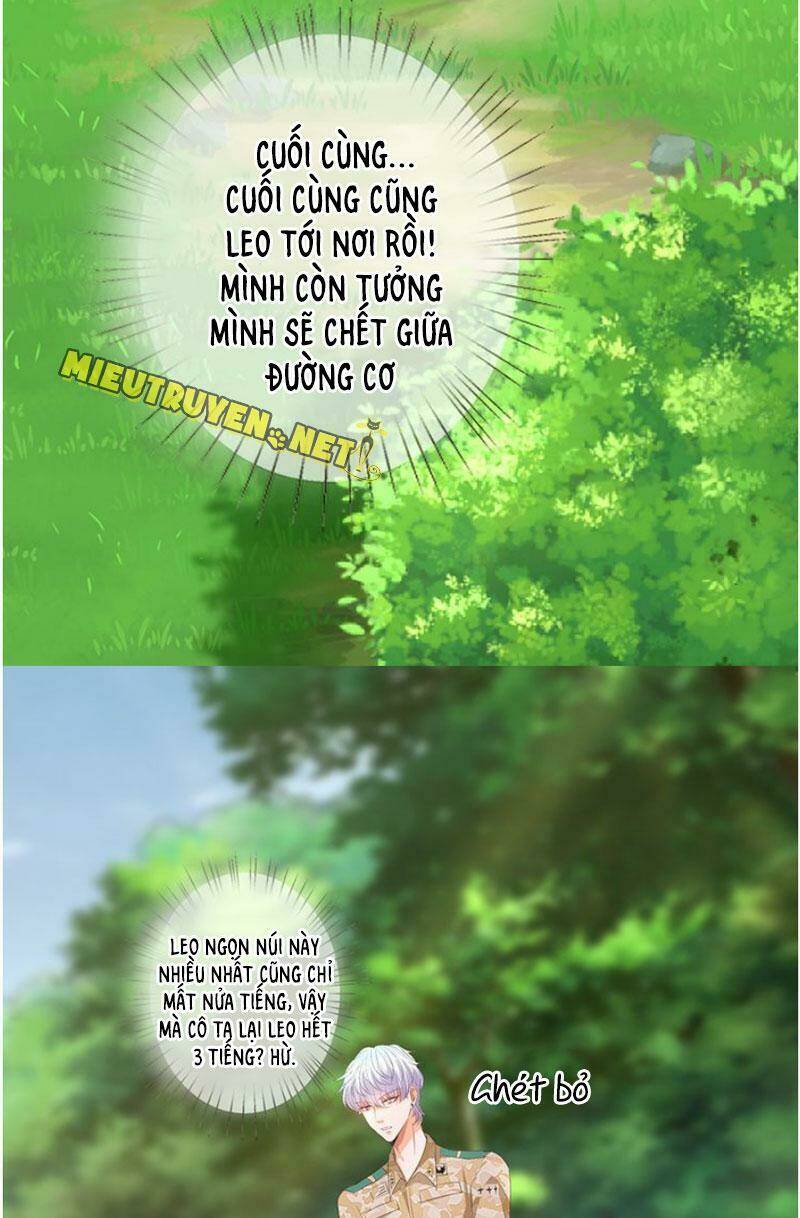 CUỐI CÙNG...
CUỐI CÙNG CŨNG
LEO TỚI NƠI RỒI!
MÌNH CÒN TƯỞNG
MÌNH SẼ CHẾT GIỮA
ĐƯỜNG CƠ
MIEUTRUYEN.NET
LEO NGỌN NÚI NÀY
NHIỀU NHẤT CŨNG CHỈ
MẤT NỬA TIẾNG, VẬY
MÀ CÔ TA LẠI LEO HẾT
3 TIẾNG? HỪ.
Ghét bỏ